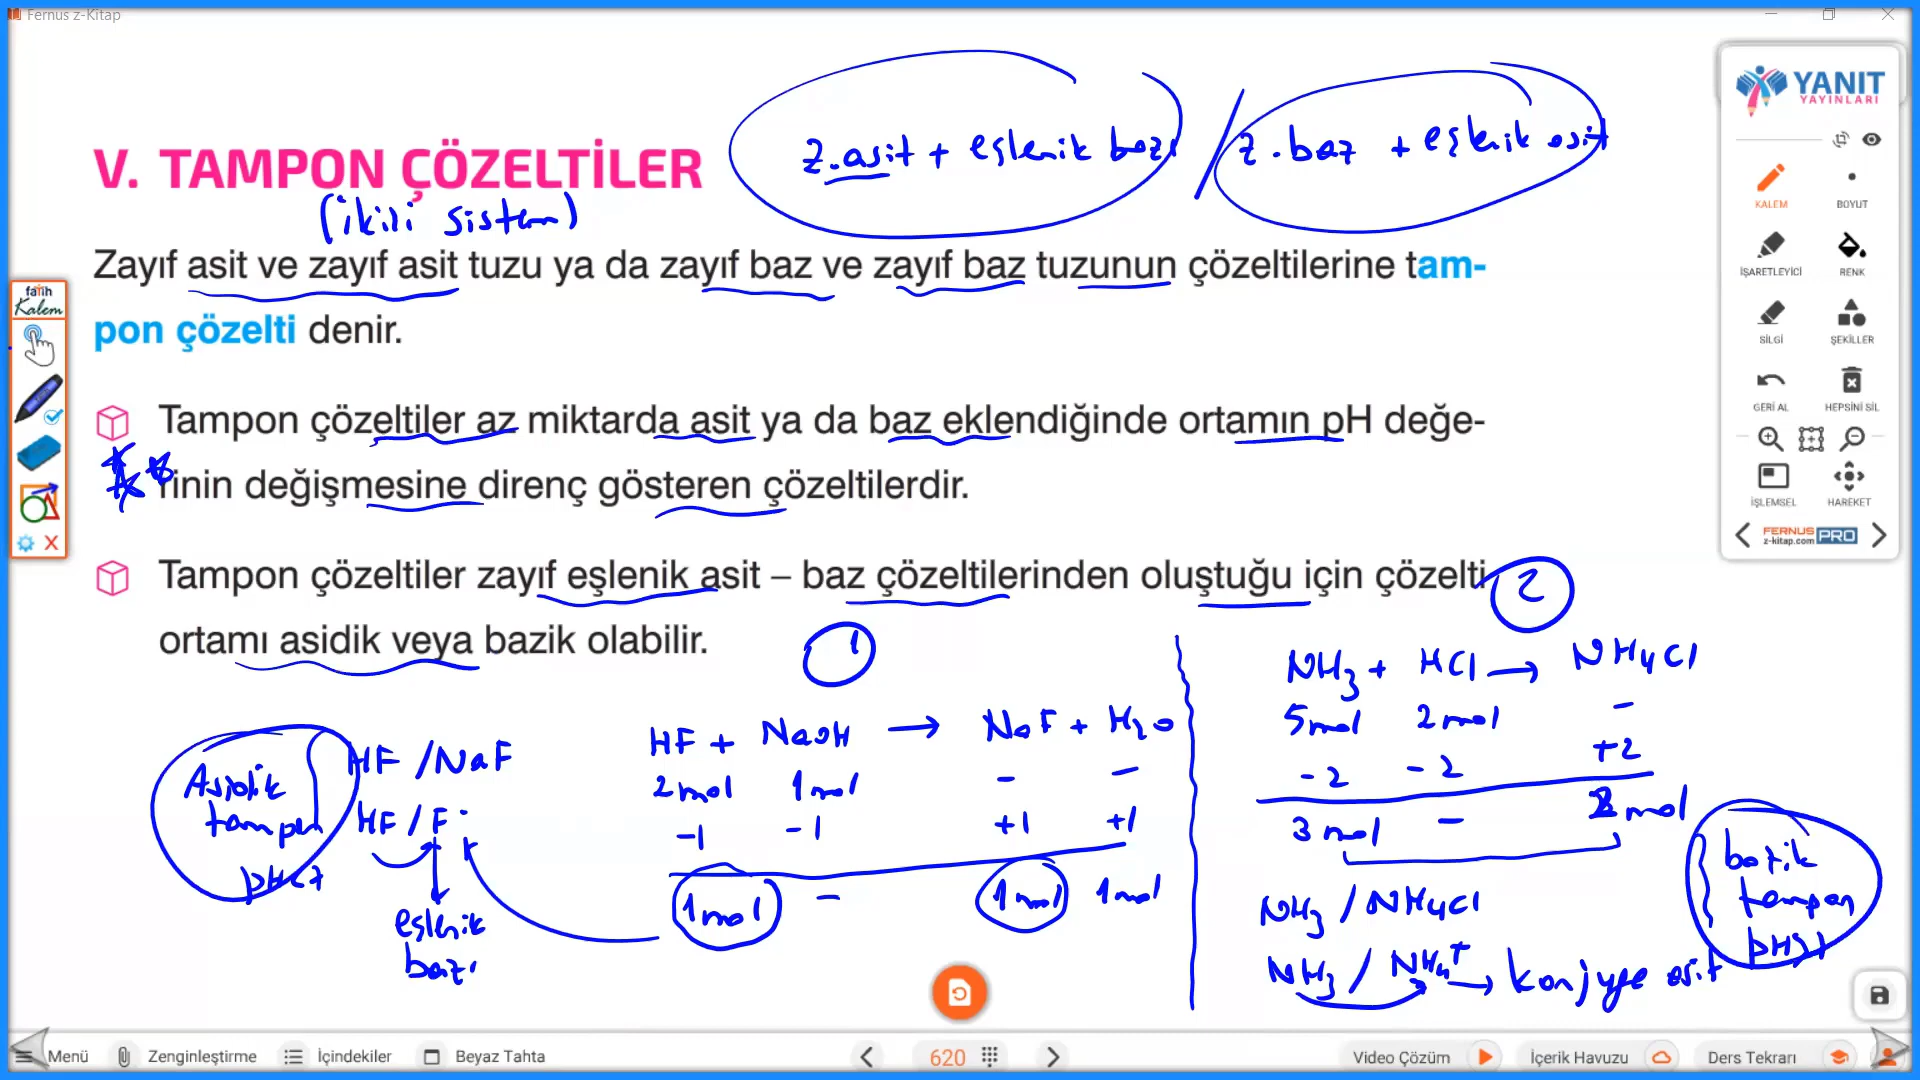 Fernus z-Kitap
z.asit + eşlenik bazı / z.baz + eşlenik asit
V. TAMPON ÇÖZELTİLER
(ikili sistem)
Zayıf asit ve zayıf asit tuzu ya da zayıf baz ve zayıf baz tuzunun çözeltilerine tam-
pon çözelti denir.
Tampon çözeltiler az miktarda asit ya da baz eklendiğinde ortamın pH değe-
rinin değişmesine direnç gösteren çözeltilerdir.
Tampon çözeltiler zayıf eşlenik asit – baz çözeltilerinden oluştuğu için çözelti
ortamı asidik veya bazik olabilir.
Asidik
tampon
pH<7
HF /NaF
HF / F-
eşlenik
bazı
1
HF + NaOH → NaF + H2O
2mol 1mol - -
-1 -1 +1 +1
1mol - 1mol 1mol
2
NH3 + HCl → NH4Cl
5mol 2mol -
-2 -2 +2
3mol - 2mol
NH3 / NH4Cl
NH3 / NH4+ → konjuge asit
bazik
tampon
pH>7
fatih
Kalem
YANIT
YAYINLARI
KALEM BOYUT
İŞARETLEYİCİ RENK
SİLGİ ŞEKİLLER
GERİ AL HEPSİNİ SİL
İŞLEMSEL HAREKET
FERNUS
z-kitap.com PRO
Menü Zenginleştirme İçindekiler Beyaz Tahta 620 Video Çözüm İçerik Havuzu Ders Tekrarı